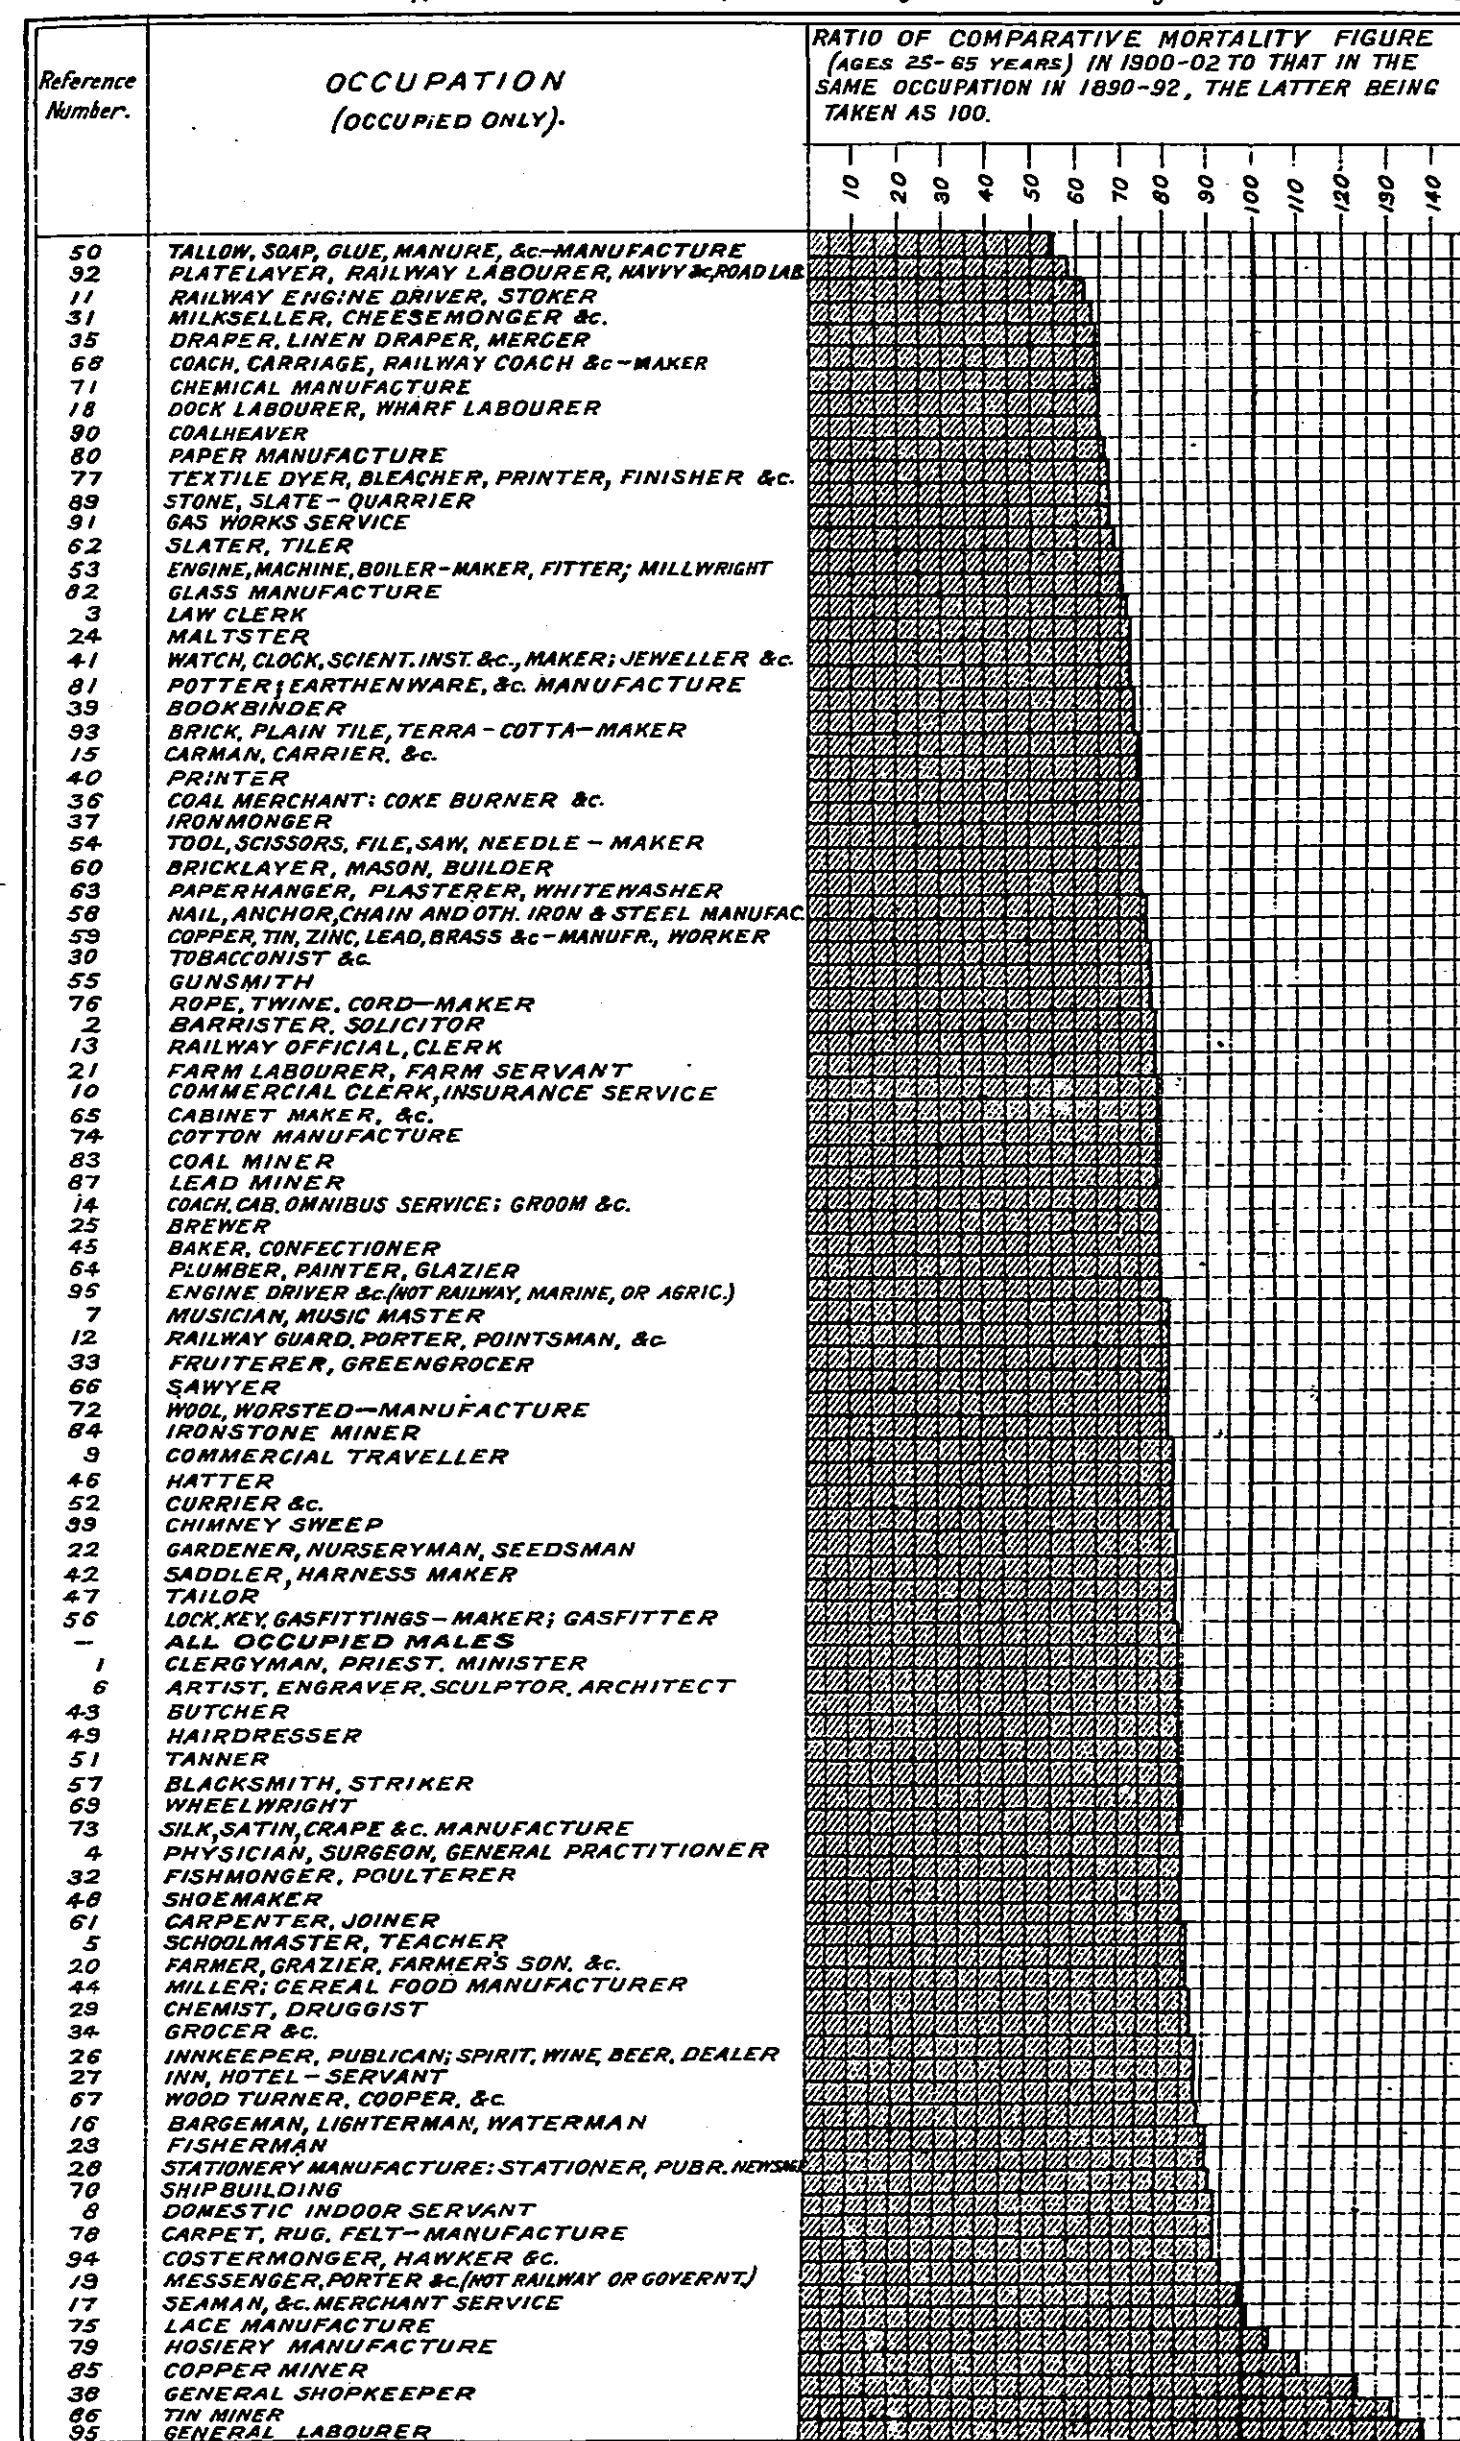 Reference Number.
OCCUPATION
(OCCUPIED ONLY).
RATIO OF COMPARATIVE MORTALITY FIGURE
(AGES 25-65 YEARS) IN 1900-02 TO THAT IN THE
SAME OCCUPATION IN 1890-92, THE LATTER BEING
TAKEN AS 100.
10 20 30 40 50 60 70 80 90 100 110 120 130 140
50 TALLOW, SOAP, GLUE, MANURE, &c.-MANUFACTURE
92 PLATELAYER, RAILWAY LABOURER, NAVVY &c, ROAD LAB
11 RAILWAY ENGINE DRIVER, STOKER
31 MILKSELLER, CHEESEMONGER &c.
35 DRAPER, LINEN DRAPER, MERCER
68 COACH, CARRIAGE, RAILWAY COACH &c-MAKER
71 CHEMICAL MANUFACTURE
18 DOCK LABOURER, WHARF LABOURER
90 COALHEAVER
80 PAPER MANUFACTURE
77 TEXTILE DYER, BLEACHER, PRINTER, FINISHER &c.
89 STONE, SLATE-QUARRIER
91 GAS WORKS SERVICE
62 SLATER, TILER
53 ENGINE, MACHINE, BOILER-MAKER, FITTER; MILLWRIGHT
82 GLASS MANUFACTURE
3 LAW CLERK
24 MALTSTER
41 WATCH, CLOCK, SCIENT. INST. &c., MAKER; JEWELLER &c.
81 POTTER; EARTHENWARE, &c. MANUFACTURE
39 BOOKBINDER
93 BRICK, PLAIN TILE, TERRA-COTTA-MAKER
15 CARMAN, CARRIER, &c.
40 PRINTER
36 COAL MERCHANT: COKE BURNER &c.
37 IRONMONGER
54 TOOL, SCISSORS, FILE, SAW, NEEDLE-MAKER
60 BRICKLAYER, MASON, BUILDER
63 PAPERHANGER, PLASTERER, WHITEWASHER
58 NAIL, ANCHOR, CHAIN AND OTH. IRON & STEEL MANUFAC.
59 COPPER, TIN, ZINC, LEAD, BRASS &c-MANUFR., WORKER
30 TOBACCONIST &c.
55 GUNSMITH
76 ROPE, TWINE, CORD-MAKER
2 BARRISTER, SOLICITOR
13 RAILWAY OFFICIAL, CLERK
21 FARM LABOURER, FARM SERVANT
10 COMMERCIAL CLERK, INSURANCE SERVICE
65 CABINET MAKER, &c.
74 COTTON MANUFACTURE
83 COAL MINER
87 LEAD MINER
14 COACH, CAB, OMNIBUS SERVICE; GROOM &c.
25 BREWER
45 BAKER, CONFECTIONER
64 PLUMBER, PAINTER, GLAZIER
96 ENGINE DRIVER &c. (NOT RAILWAY, MARINE, OR AGRIC.)
7 MUSICIAN, MUSIC MASTER
12 RAILWAY GUARD, PORTER, POINTSMAN, &c
33 FRUITERER, GREENGROCER
66 SAWYER
72 WOOL, WORSTED-MANUFACTURE
84 IRONSTONE MINER
9 COMMERCIAL TRAVELLER
46 HATTER
52 CURRIER &c.
99 CHIMNEY SWEEP
22 GARDENER, NURSERYMAN, SEEDSMAN
42 SADDLER, HARNESS MAKER
47 TAILOR
56 LOCK, KEY, GASFITTINGS-MAKER; GASFITTER
- ALL OCCUPIED MALES
1 CLERGYMAN, PRIEST, MINISTER
6 ARTIST, ENGRAVER, SCULPTOR, ARCHITECT
43 BUTCHER
49 HAIRDRESSER
51 TANNER
57 BLACKSMITH, STRIKER
69 WHEELWRIGHT
73 SILK, SATIN, CRAPE &c. MANUFACTURE
4 PHYSICIAN, SURGEON, GENERAL PRACTITIONER
32 FISHMONGER, POULTERER
48 SHOEMAKER
61 CARPENTER, JOINER
5 SCHOOLMASTER, TEACHER
20 FARMER, GRAZIER, FARMER'S SON, &c.
44 MILLER; CEREAL FOOD MANUFACTURER
29 CHEMIST, DRUGGIST
34 GROCER &c.
26 INNKEEPER, PUBLICAN; SPIRIT, WINE, BEER, DEALER
27 INN, HOTEL-SERVANT
67 WOOD TURNER, COOPER, &c
16 BARGEMAN, LIGHTERMAN, WATERMAN
23 FISHERMAN
28 STATIONERY MANUFACTURE: STATIONER, PUBR.
70 SHIPBUILDING
8 DOMESTIC INDOOR SERVANT
78 CARPET, RUG, FELT-MANUFACTURE
94 COSTERMONGER, HAWKER &c.
19 MESSENGER, PORTER &c. (NOT RAILWAY OR GOVERNT.)
17 SEAMAN, &c. MERCHANT SERVICE
75 LACE MANUFACTURE
79 HOSIERY MANUFACTURE
85 COPPER MINER
38 GENERAL SHOPKEEPER
86 TIN MINER
95 GENERAL LABOURER